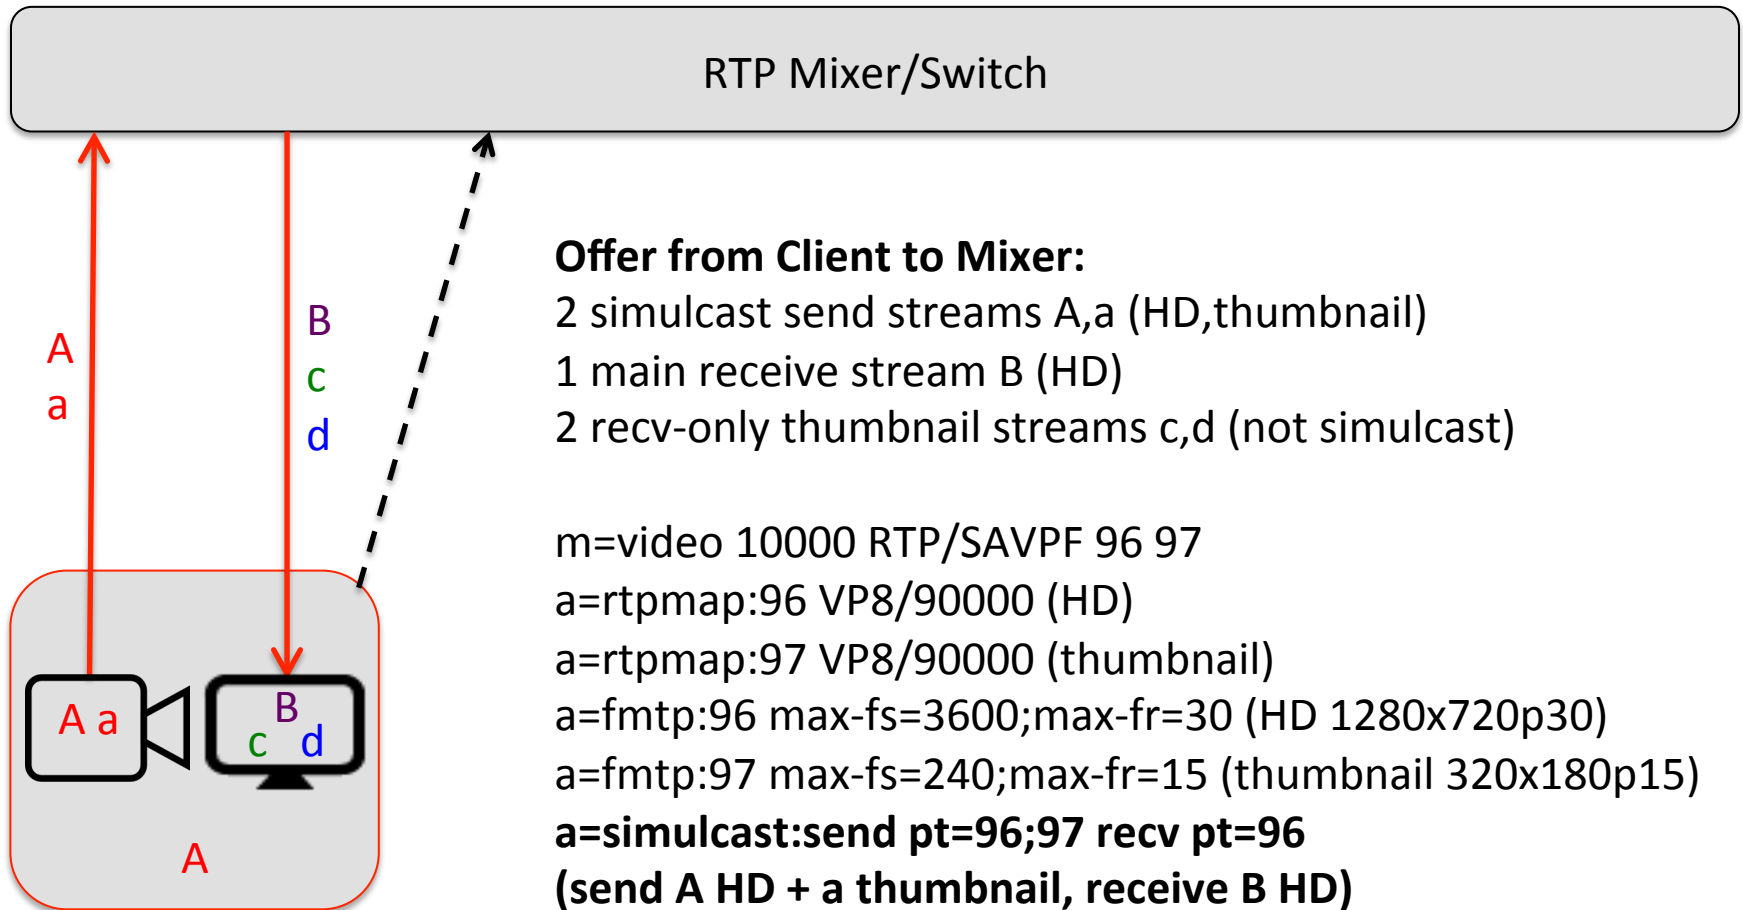 RTP Mixer/Switch
A
a
B
c
d
Offer from Client to Mixer:
2 simulcast send streams A,a (HD,thumbnail)
1 main receive stream B (HD)
2 recv-only thumbnail streams c,d (not simulcast)
m=video 10000 RTP/SAVPF 96 97
a=rtpmap:96 VP8/90000 (HD)
a=rtpmap:97 VP8/90000 (thumbnail)
a=fmtp:96 max-fs=3600;max-fr=30 (HD 1280x720p30)
a=fmtp:97 max-fs=240;max-fr=15 (thumbnail 320x180p15)
a=simulcast:send pt=96;97 recv pt=96
(send A HD + a thumbnail, receive B HD)
A a
B
c d
A